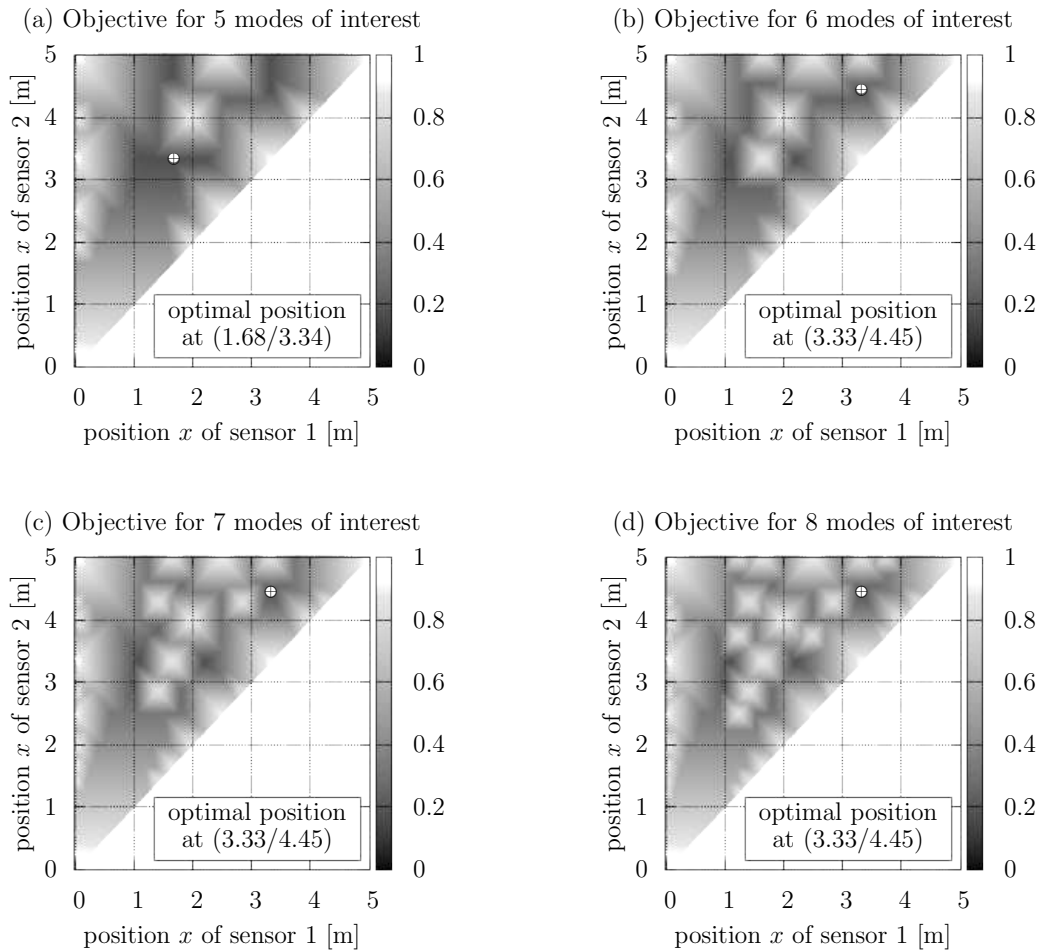 (a) Objective for 5 modes of interest
5
4
3
2
1
0
0 1 2 3 4 5
position x of sensor 2 [m]
position x of sensor 1 [m]
optimal position
at (1.68/3.34)
1
0.8
0.6
0.4
0.2
0
(b) Objective for 6 modes of interest
5
4
3
2
1
0
0 1 2 3 4 5
position x of sensor 2 [m]
position x of sensor 1 [m]
optimal position
at (3.33/4.45)
1
0.8
0.6
0.4
0.2
0
(c) Objective for 7 modes of interest
5
4
3
2
1
0
0 1 2 3 4 5
position x of sensor 2 [m]
position x of sensor 1 [m]
optimal position
at (3.33/4.45)
1
0.8
0.6
0.4
0.2
0
(d) Objective for 8 modes of interest
5
4
3
2
1
0
0 1 2 3 4 5
position x of sensor 2 [m]
position x of sensor 1 [m]
optimal position
at (3.33/4.45)
1
0.8
0.6
0.4
0.2
0